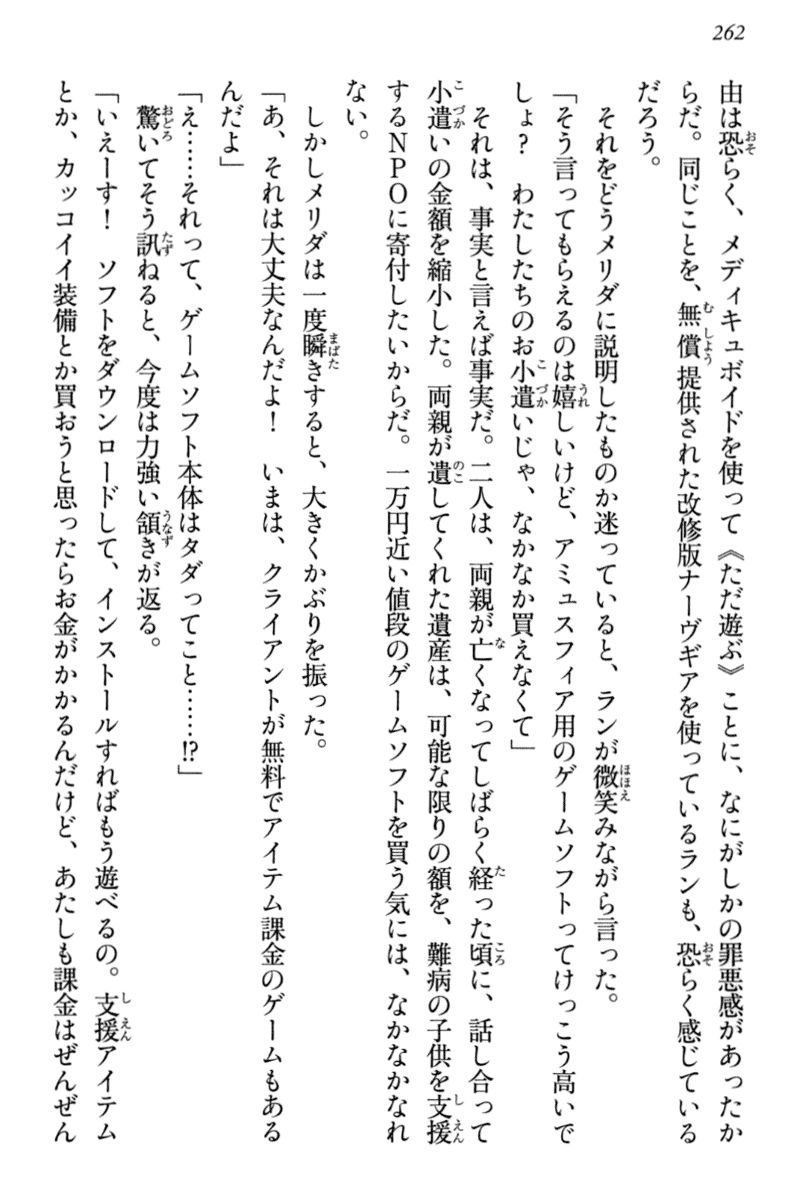 262
由は恐らく、メディキュボイドを使って《ただ遊ぶ》ことに、なにがしかの罪悪感があったか
らだ。同じことを、無償提供された改修版ナーヴギアを使っているランも、恐らく感じている
だろう。
それをどうメリダに説明したものか迷っていると、ランが微笑みながら言った。
「そう言ってもらえるのは嬉しいけど、アミュスフィア用のゲームソフトってけっこう高いで
しょ？　わたしたちのお小遣いじゃ、なかなか買えなくて」
それは、事実と言えば事実だ。二人は、両親が亡くなってしばらく経った頃に、話し合って
小遣いの金額を縮小した。両親が遺してくれた遺産は、可能な限りの額を、難病の子供を支援
するNPOに寄付したいからだ。一万円近い値段のゲームソフトを買う気には、なかなかなれ
ない。
しかしメリダは一度瞬きすると、大きくかぶりを振った。
「あ、それは大丈夫なんだよ！　いまは、クライアントが無料でアイテム課金のゲームもある
んだよ」
「え……それって、ゲームソフト本体はタダってこと……!?」
驚いてそう訊ねると、今度は力強い頷きが返る。
「いえーす！　ソフトをダウンロードして、インストールすればもう遊べるの。支援アイテム
とか、カッコイイ装備とか買おうと思ったらお金がかかるんだけど、あたしも課金はぜんぜん